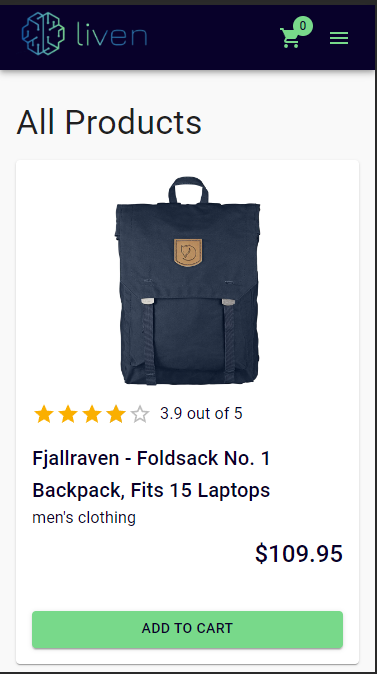 liven
0
All Products
3.9 out of 5
Fjallraven - Foldsack No. 1
Backpack, Fits 15 Laptops
men's clothing
$109.95
ADD TO CART